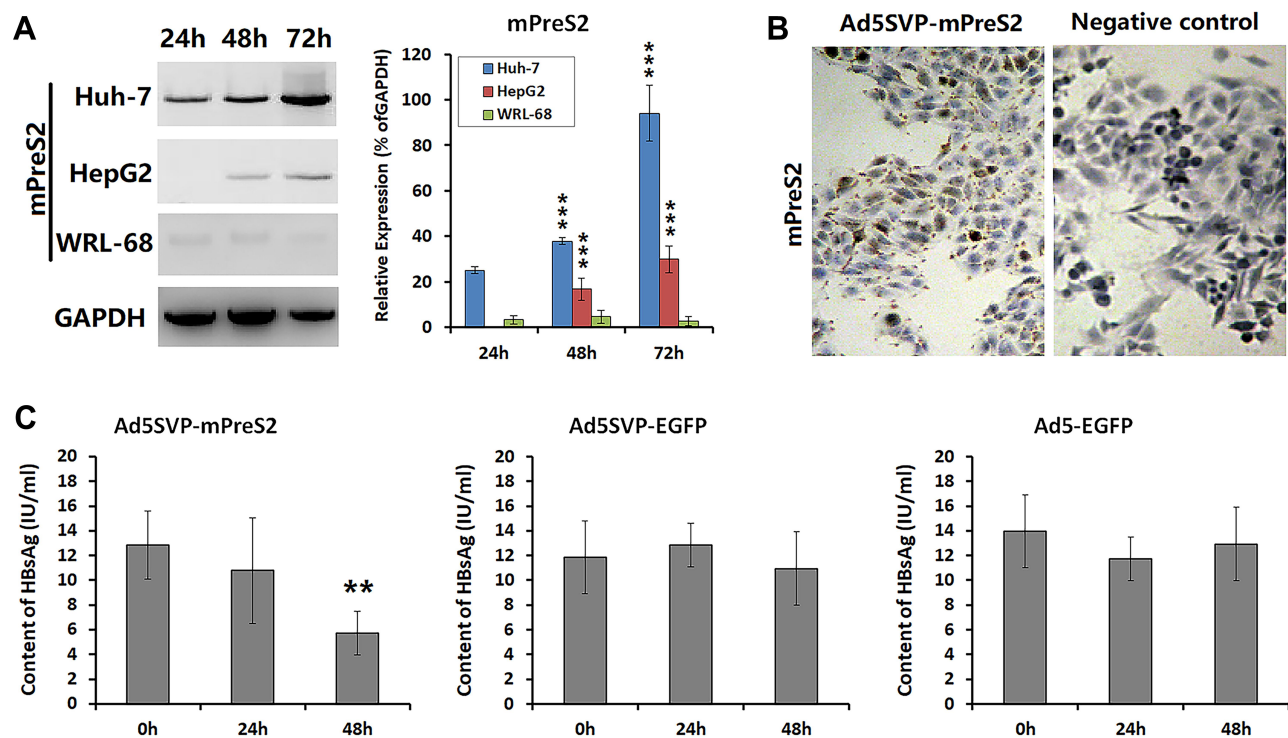 A
24h 48h 72h
mPreS2
Huh-7
HepG2
WRL-68
GAPDH
mPreS2
Relative Expression (% ofGAPDH)
120
100
80
60
40
20
0
Huh-7
HepG2
WRL-68
***
***
***
***
24h 48h 72h
B
Ad5SVP-mPreS2 Negative control
mPreS2
C
Ad5SVP-mPreS2
Content of HBsAg (IU/ml)
20
18
16
14
12
10
8
6
4
2
0
**
0h 24h 48h
Ad5SVP-EGFP
Content of HBsAg (IU/ml)
20
18
16
14
12
10
8
6
4
2
0
0h 24h 48h
Ad5-EGFP
Content of HBsAg (IU/ml)
20
18
16
14
12
10
8
6
4
2
0
0h 24h 48h